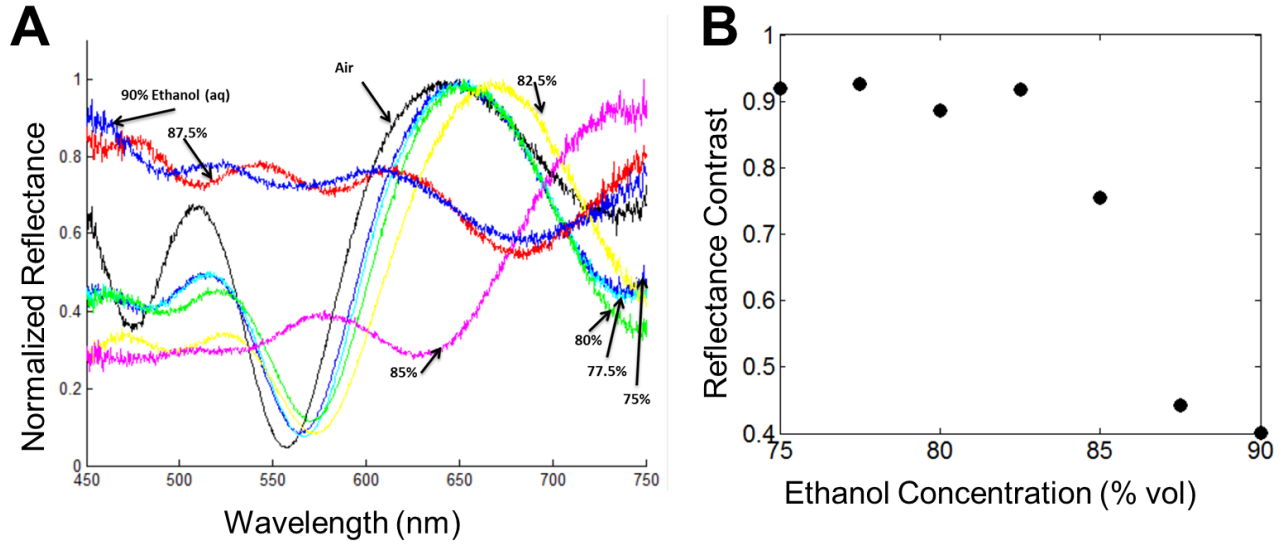 A
Normalized Reflectance
1
0.8
0.6
0.4
0.2
0
90% Ethanol (aq)
87.5%
Air
82.5%
85%
80%
77.5%
75%
450 500 550 600 650 700 750
Wavelength (nm)
B
Reflectance Contrast
1
0.9
0.8
0.7
0.6
0.5
0.4
75 80 85 90
Ethanol Concentration (% vol)